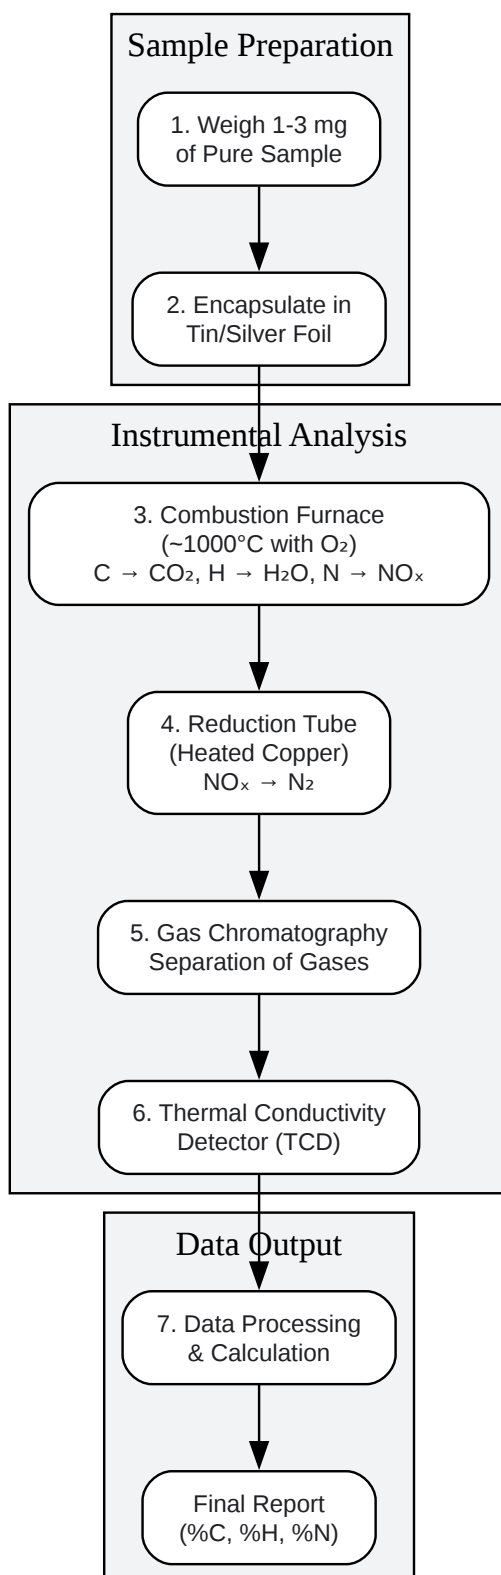 Sample Preparation
1. Weigh 1-3 mg
of Pure Sample
2. Encapsulate in
Tin/Silver Foil
Instrumental Analysis
3. Combustion Furnace
(~1000°C with O₂)
C → CO₂, H → H₂O, N → NOₓ
4. Reduction Tube
(Heated Copper)
NOₓ → N₂
5. Gas Chromatography
Separation of Gases
6. Thermal Conductivity
Detector (TCD)
Data Output
7. Data Processing
& Calculation
Final Report
(%C, %H, %N)